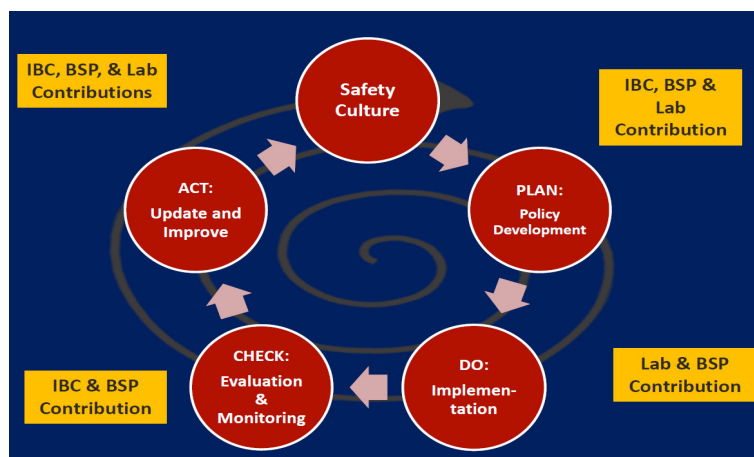 IBC, BSP, & Lab
Contributions
Safety
Culture
IBC, BSP &
Lab
Contribution
ACT:
Update and
Improve
PLAN:
Policy
Development
CHECK:
Evaluation
&
Monitoring
DO:
Implemen-
tation
IBC & BSP
Contribution
Lab & BSP
Contribution